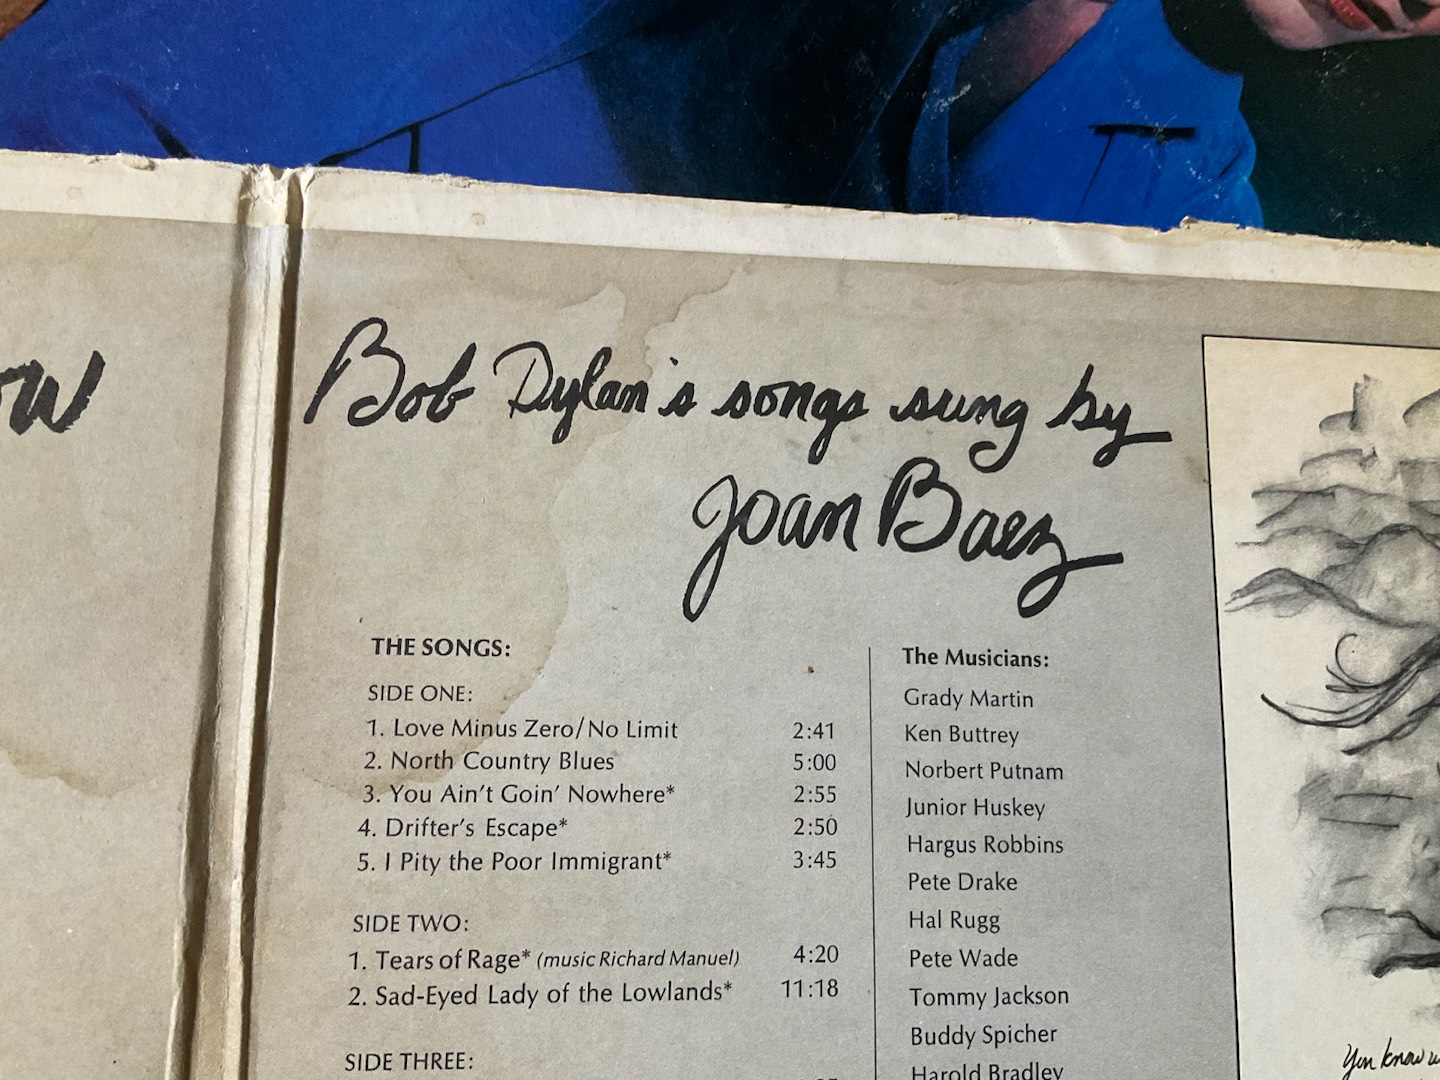 ow
Bob Dylan's songs sung by
Joan Baez
THE SONGS:
SIDE ONE:
1. Love Minus Zero/No Limit 2:41
2. North Country Blues 5:00
3. You Ain't Goin' Nowhere* 2:55
4. Drifter's Escape* 2:50
5. I Pity the Poor Immigrant* 3:45
SIDE TWO:
1. Tears of Rage* (music Richard Manuel) 4:20
2. Sad-Eyed Lady of the Lowlands* 11:18
SIDE THREE:
The Musicians:
Grady Martin
Ken Buttrey
Norbert Putnam
Junior Huskey
Hargus Robbins
Pete Drake
Hal Rugg
Pete Wade
Tommy Jackson
Buddy Spicher
Harold Bradley
You know